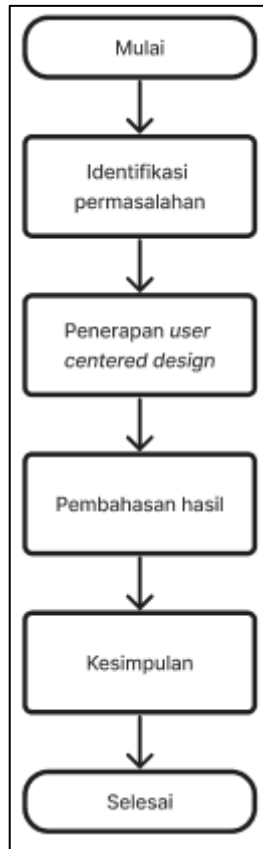 Mulai
Identifikasi
permasalahan
Penerapan user
centered design
Pembahasan hasil
Kesimpulan
Selesai